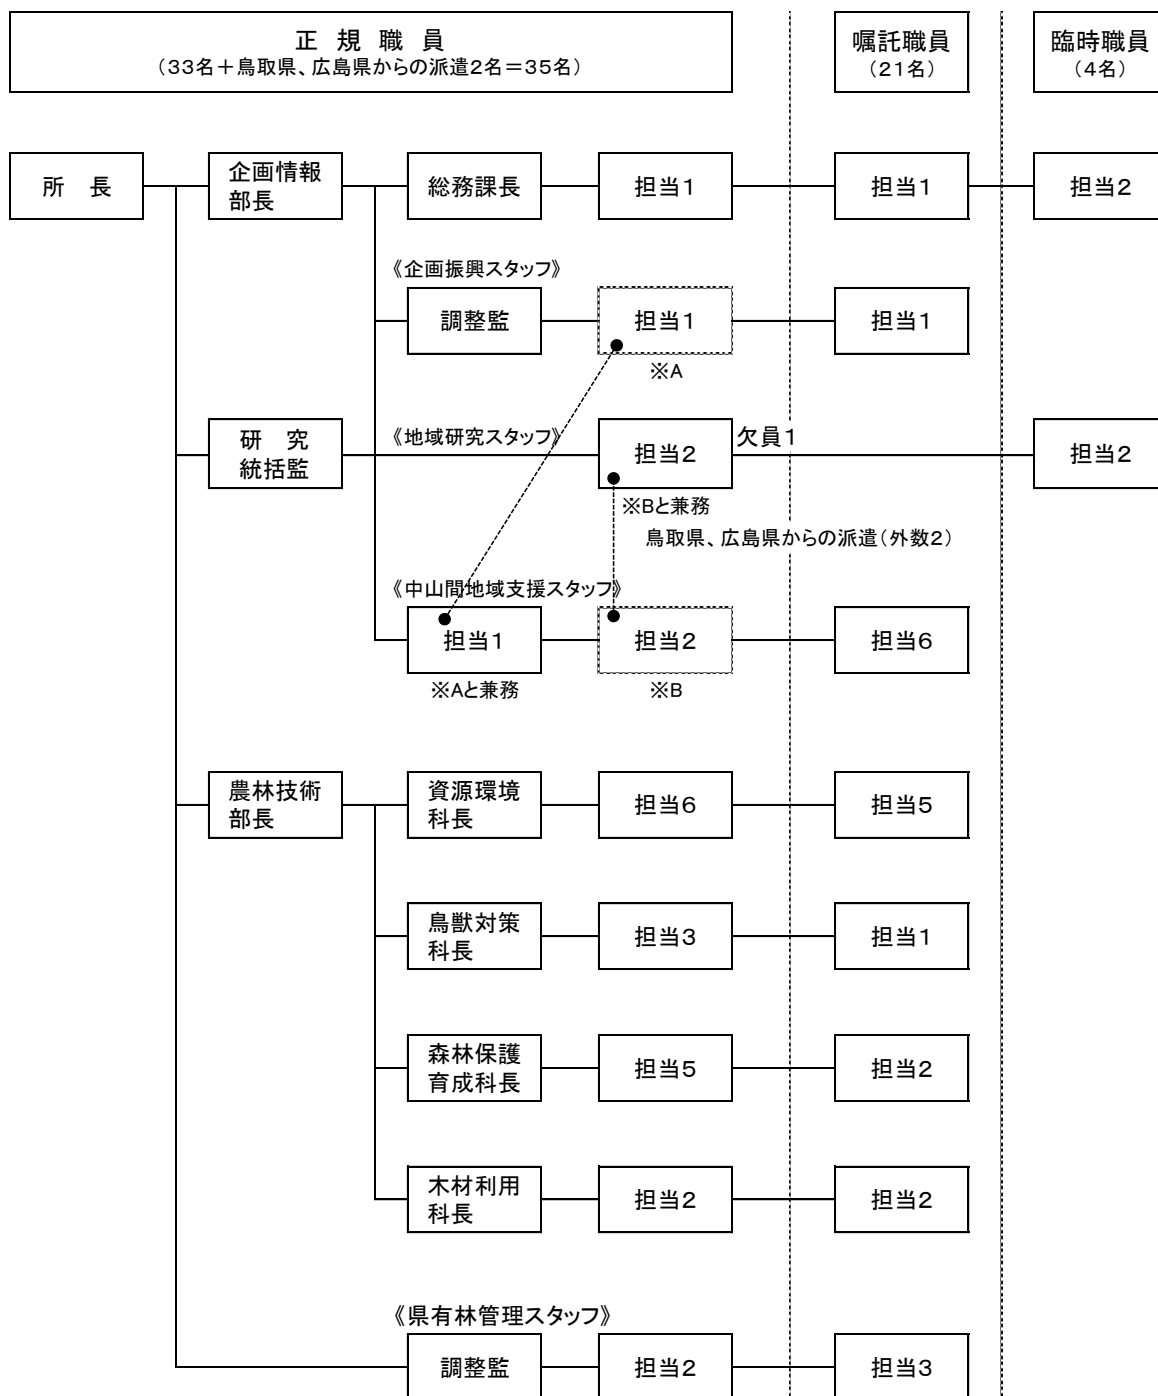 正 規 職 員
（33名＋鳥取県、広島県からの派遣2名＝35名）
嘱託職員
（21名）
臨時職員
（4名）
所 長
企画情報
部長
総務課長
担当1
担当1
担当2
《企画振興スタッフ》
調整監
担当1
担当1
※A
研 究
統括監
《地域研究スタッフ》
担当2
欠員1
担当2
※Bと兼務
鳥取県、広島県からの派遣（外数2）
《中山間地域支援スタッフ》
担当1
担当2
担当6
※Aと兼務
※B
農林技術
部長
資源環境
科長
担当6
担当5
鳥獣対策
科長
担当3
担当1
森林保護
育成科長
担当5
担当2
木材利用
科長
担当2
担当2
《県有林管理スタッフ》
調整監
担当2
担当3